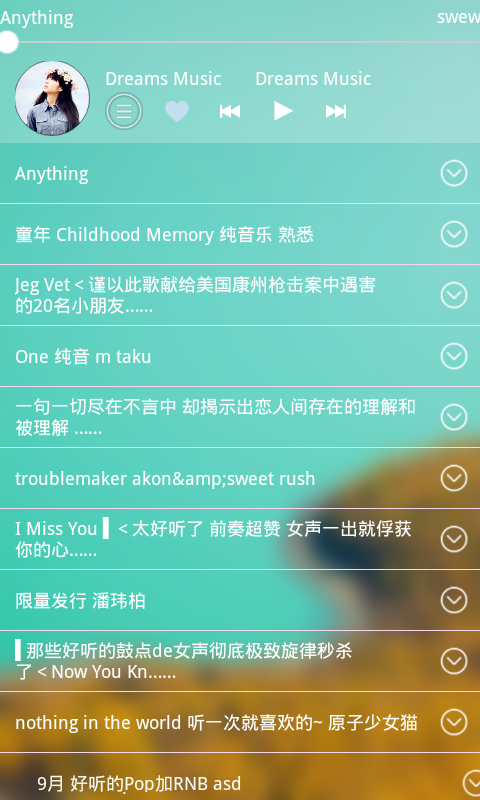 Anything
swew
Dreams Music Dreams Music
Anything
童年 Childhood Memory 纯音乐 熟悉
Jeg Vet < 谨以此歌献给美国康州枪击案中遇害
的20名小朋友......
One 纯音 m taku
一句一切尽在不言中 却揭示出恋人间存在的理解和
被理解 ......
troublemaker akon&amp;sweet rush
I Miss You ▌ < 太好听了 前奏超赞 女声一出就俘获
你的心......
限量发行 潘玮柏
▌那些好听的鼓点de女声彻底极致旋律秒杀
了 < Now You Kn......
nothing in the world 听一次就喜欢的~ 原子少女猫
9月 好听的Pop加RNB asd